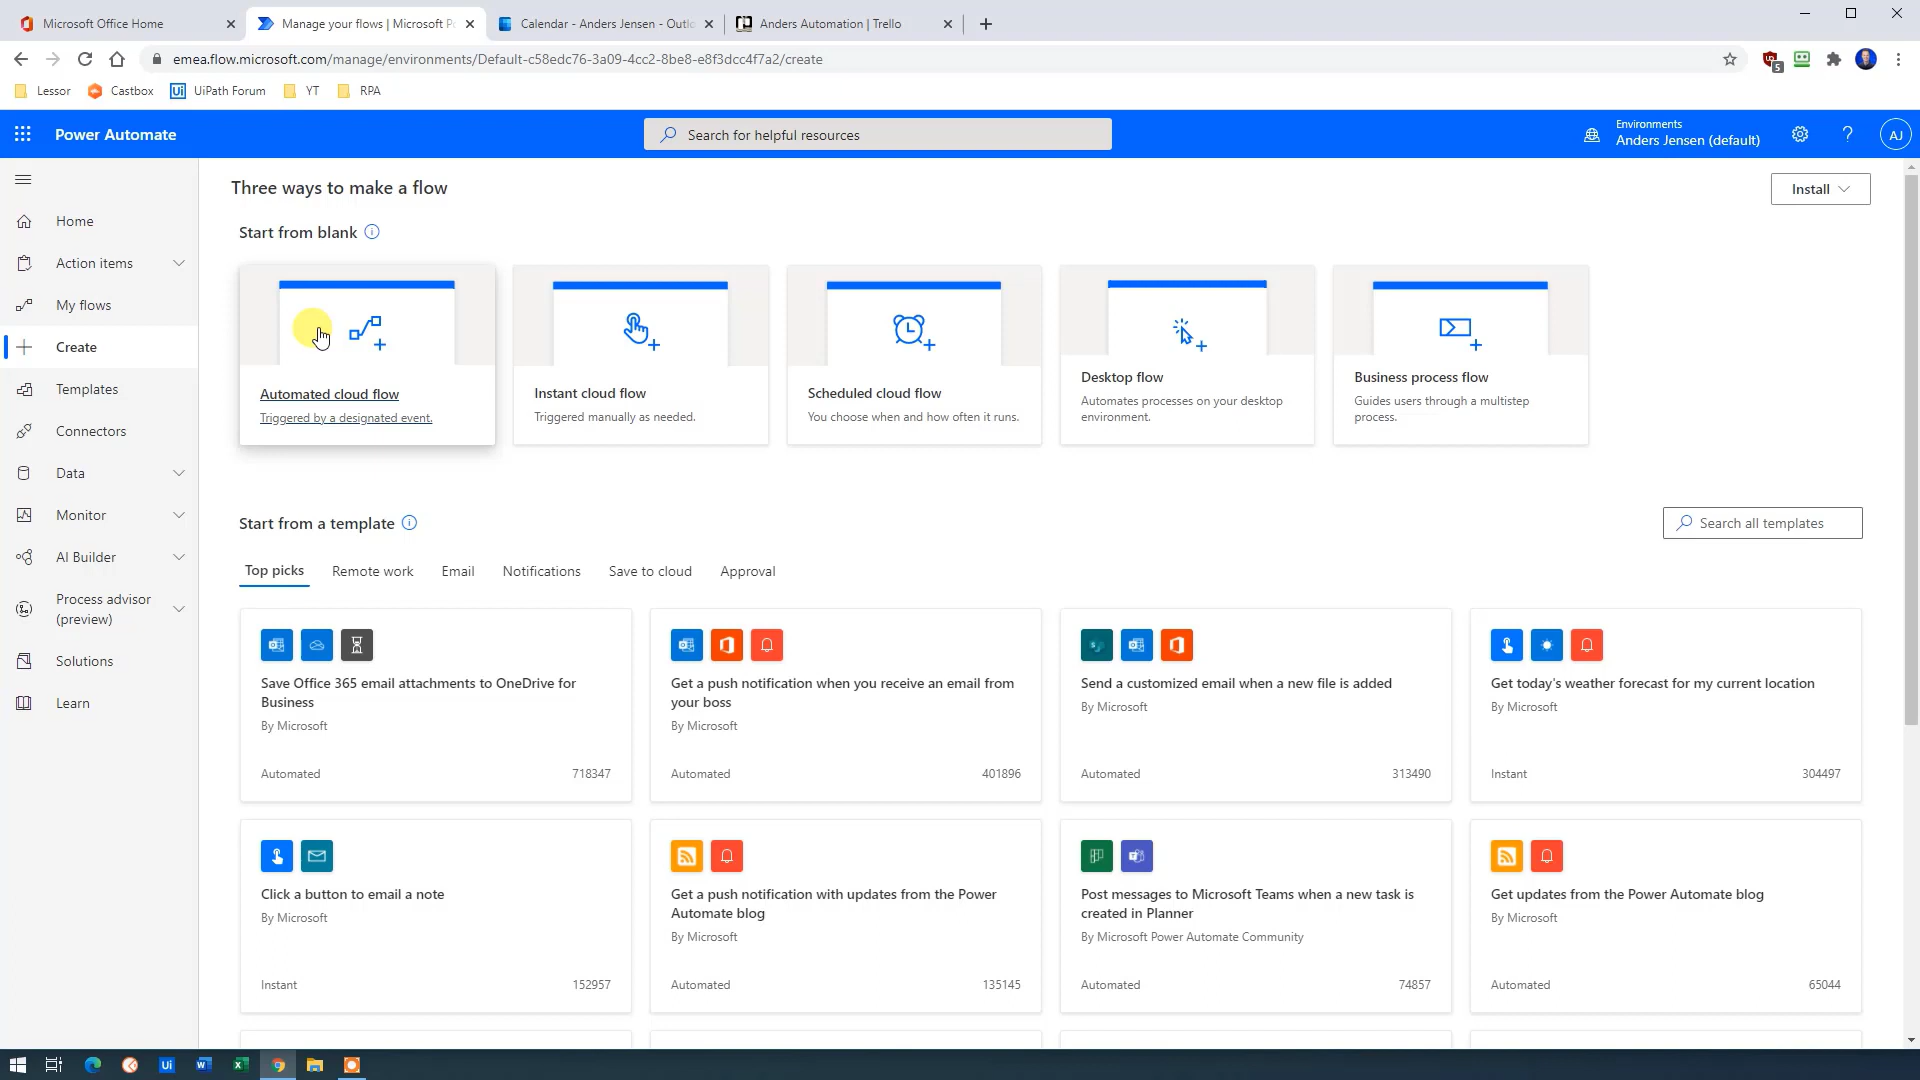 Microsoft Office Home
Manage your flows | Microsoft Po
Calendar - Anders Jensen - Outlo
Anders Automation | Trello
emea.flow.microsoft.com/manage/environments/Default-c58edc76-3a09-4cc2-8be8-e8f3dcc4f7a2/create
5
Lessor
Castbox
UiPath Forum
YT
RPA
Power Automate
Search for helpful resources
Environments
Anders Jensen (default)
?
AJ
Home
Action items
My flows
Create
Templates
Connectors
Data
Monitor
AI Builder
Process advisor
(preview)
Solutions
Learn
Three ways to make a flow
Install
Start from blank
Automated cloud flow
Triggered by a designated event.
Instant cloud flow
Triggered manually as needed.
Scheduled cloud flow
You choose when and how often it runs.
Desktop flow
Automates processes on your desktop
environment.
Business process flow
Guides users through a multistep
process.
Start from a template
Search all templates
Top picks
Remote work
Email
Notifications
Save to cloud
Approval
Save Office 365 email attachments to OneDrive for
Business
By Microsoft
Automated
718347
Get a push notification when you receive an email from
your boss
By Microsoft
Automated
401896
Send a customized email when a new file is added
By Microsoft
Automated
313490
Get today's weather forecast for my current location
By Microsoft
Instant
304497
Click a button to email a note
By Microsoft
Instant
152957
Get a push notification with updates from the Power
Automate blog
By Microsoft
Automated
135145
Post messages to Microsoft Teams when a new task is
created in Planner
By Microsoft Power Automate Community
Automated
74857
Get updates from the Power Automate blog
By Microsoft
Automated
65044